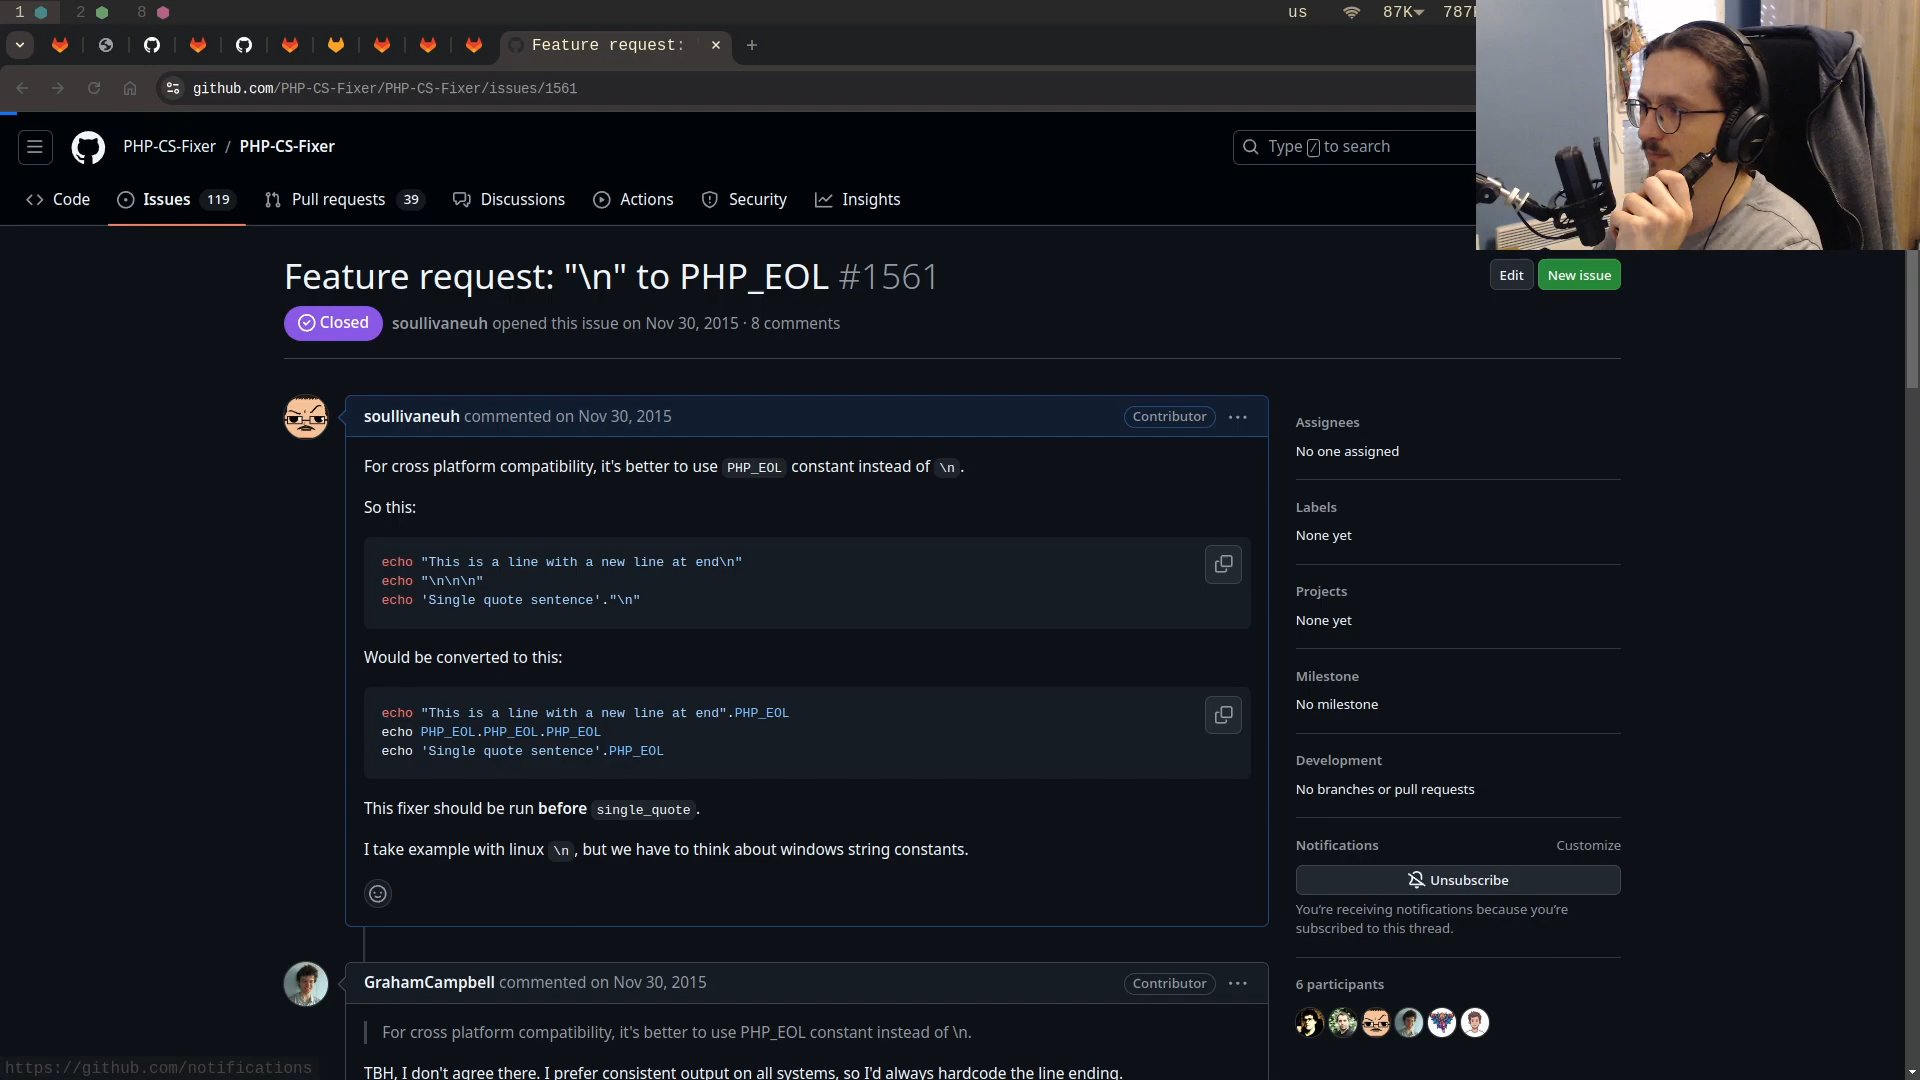 1 2 8 us 87K 787
Feature request:
github.com/PHP-CS-Fixer/PHP-CS-Fixer/issues/1561
PHP-CS-Fixer / PHP-CS-Fixer
Type / to search
Code Issues 119 Pull requests 39 Discussions Actions Security Insights
Feature request: "\n" to PHP_EOL #1561
Edit New issue
Closed soullivaneuh opened this issue on Nov 30, 2015 · 8 comments
soullivaneuh commented on Nov 30, 2015 Contributor
For cross platform compatibility, it's better to use PHP_EOL constant instead of \n.
So this:
echo "This is a line with a new line at end\n"
echo "\n\n\n"
echo 'Single quote sentence'."\n"
Would be converted to this:
echo "This is a line with a new line at end".PHP_EOL
echo PHP_EOL.PHP_EOL.PHP_EOL
echo 'Single quote sentence'.PHP_EOL
This fixer should be run before single_quote.
I take example with linux \n, but we have to think about windows string constants.
GrahamCampbell commented on Nov 30, 2015 Contributor
For cross platform compatibility, it's better to use PHP_EOL constant instead of \n.
TBH, I don't agree there. I prefer consistent output on all systems, so I'd always hardcode the line ending.
Assignees
No one assigned
Labels
None yet
Projects
None yet
Milestone
No milestone
Development
No branches or pull requests
Notifications Customize
Unsubscribe
You're receiving notifications because you're
subscribed to this thread.
6 participants
https://github.com/notifications